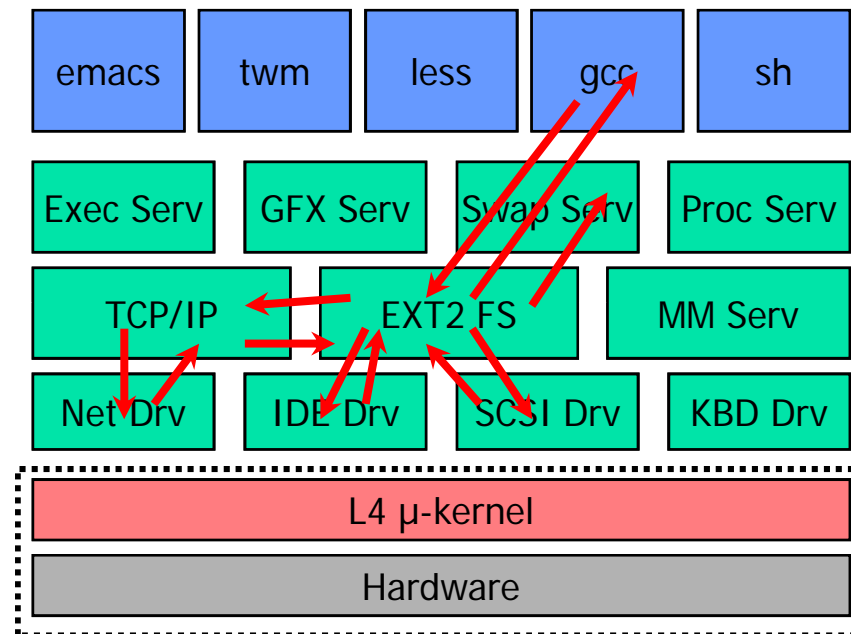 emacs
twm
less
gcc
sh
Exec Serv
GFX Serv
Swap Serv
Proc Serv
TCP/IP
EXT2 FS
MM Serv
Net Drv
IDE Drv
SCSI Drv
KBD Drv
L4 µ-kernel
Hardware